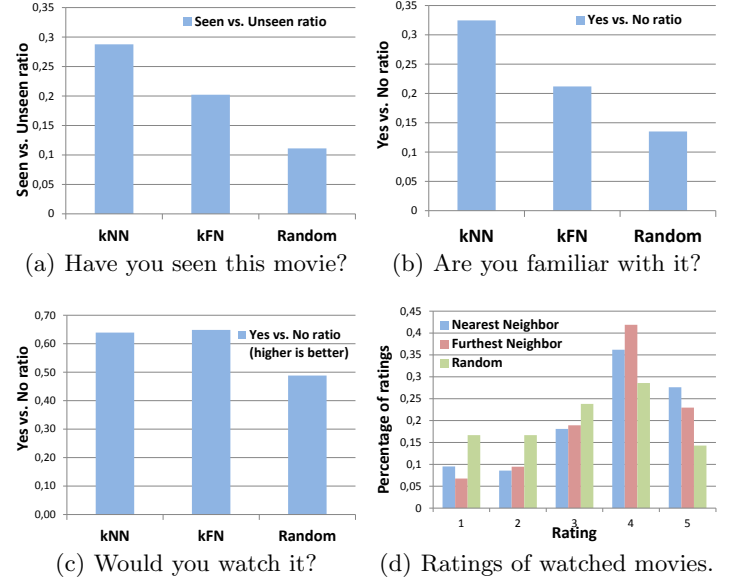 0,35
0,3
0,25
0,2
0,15
0,1
0,05
0
Seen vs. Unseen ratio
Seen vs. Unseen ratio
kNN kFN Random
(a) Have you seen this movie?
0,35
0,3
0,25
0,2
0,15
0,1
0,05
0
Yes vs. No ratio
Yes vs. No ratio
kNN kFN Random
(b) Are you familiar with it?
0,70
0,60
0,50
0,40
0,30
0,20
0,10
0,00
Yes vs. No ratio
Yes vs. No ratio
(higher is better)
kNN kFN Random
(c) Would you watch it?
0,45
0,4
0,35
0,3
0,25
0,2
0,15
0,1
0,05
0
Percentage of ratings
Nearest Neighbor
Furthest Neighbor
Random
1 2 3 4 5
Rating
(d) Ratings of watched movies.